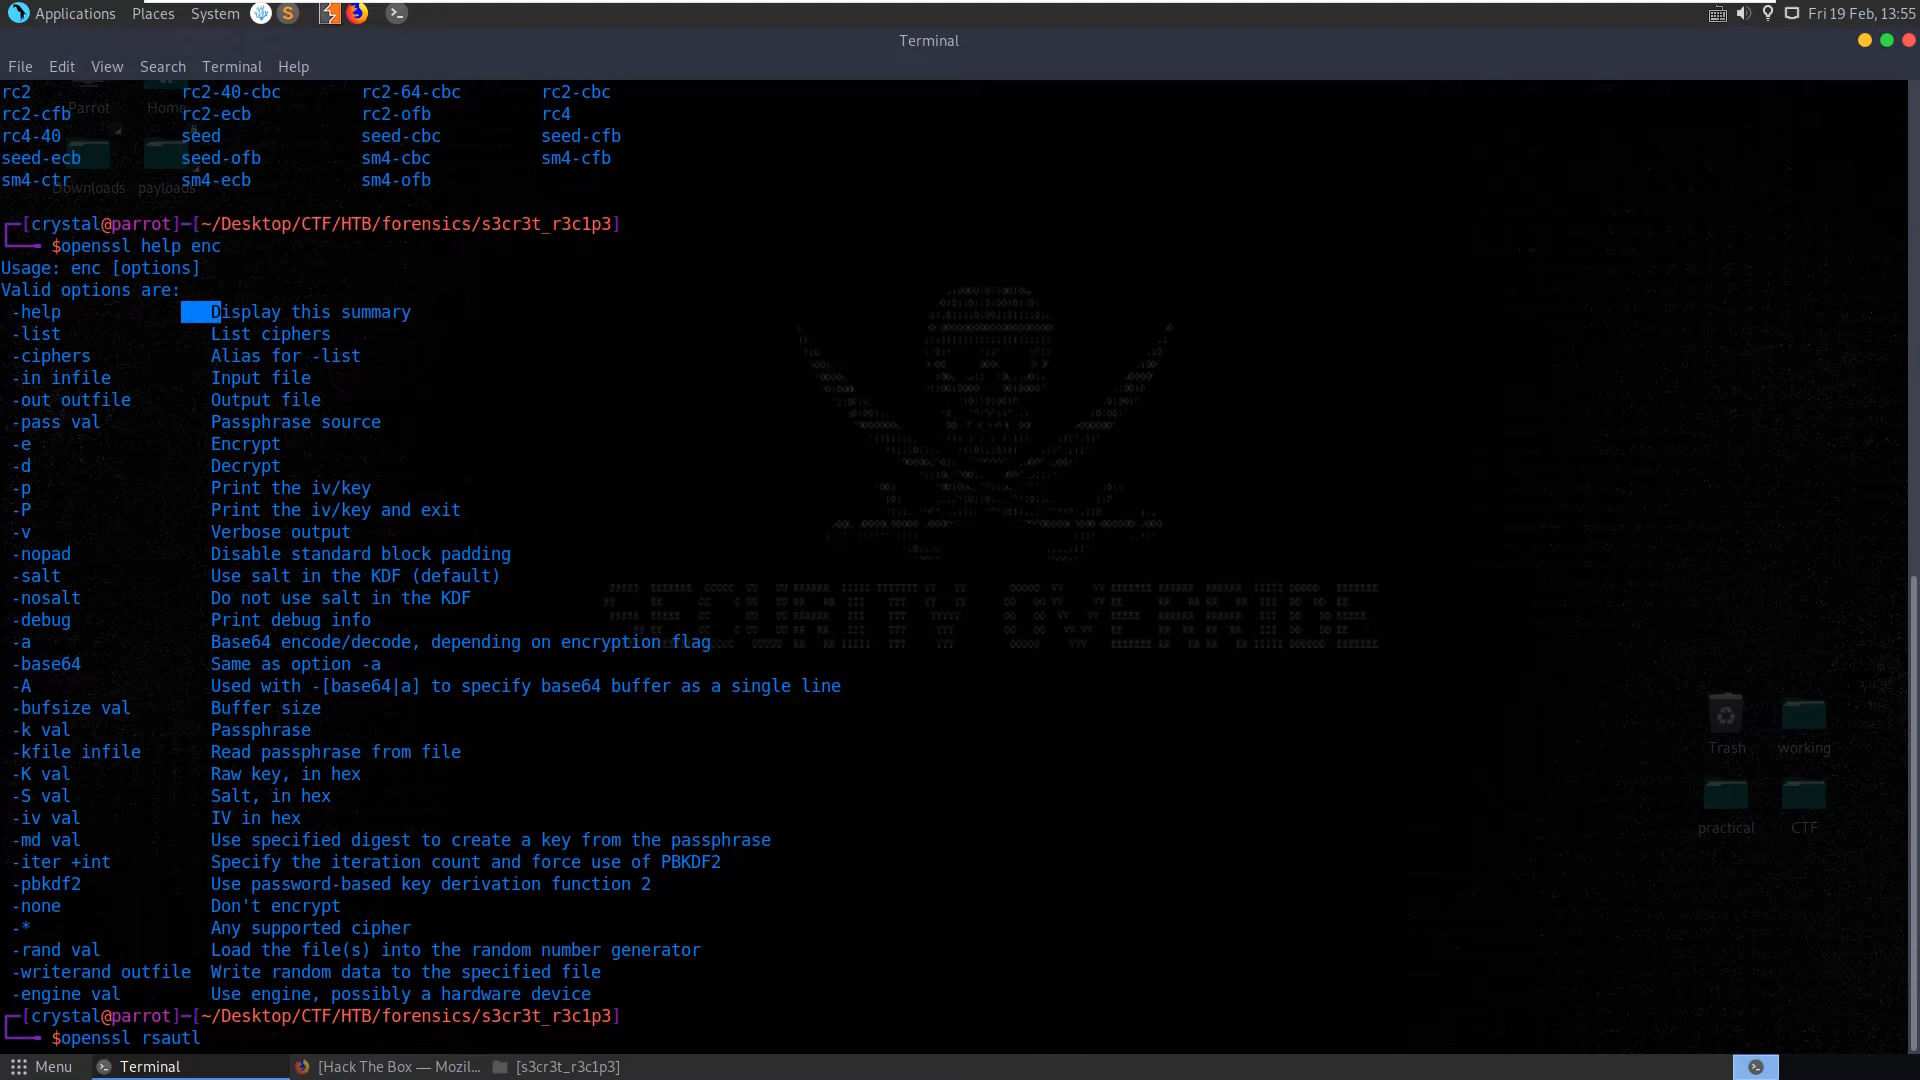 Applications Places System Fri 19 Feb, 13:55
Terminal
File Edit View Search Terminal Help
rc2 rc2-40-cbc rc2-64-cbc rc2-cbc
Parrot Home
rc2-cfb rc2-ecb rc2-ofb rc4
rc4-40 seed seed-cbc seed-cfb
seed-ecb seed-ofb sm4-cbc sm4-cfb
sm4-ctr sm4-ecb sm4-ofb
Downloads payloads
[crystal@parrot]─[~/Desktop/CTF/HTB/forensics/s3cr3t_r3c1p3]
$openssl help enc
Usage: enc [options]
Valid options are:
-help Display this summary
-list List ciphers
-ciphers Alias for -list
-in infile Input file
-out outfile Output file
-pass val Passphrase source
-e Encrypt
-d Decrypt
-p Print the iv/key
-P Print the iv/key and exit
-v Verbose output
-nopad Disable standard block padding
-salt Use salt in the KDF (default)
-nosalt Do not use salt in the KDF
-debug Print debug info
-a Base64 encode/decode, depending on encryption flag
-base64 Same as option -a
-A Used with -[base64|a] to specify base64 buffer as a single line
-bufsize val Buffer size
-k val Passphrase
-kfile infile Read passphrase from file
-K val Raw key, in hex
-S val Salt, in hex
-iv val IV in hex
-md val Use specified digest to create a key from the passphrase
-iter +int Specify the iteration count and force use of PBKDF2
-pbkdf2 Use password-based key derivation function 2
-none Don't encrypt
-* Any supported cipher
-rand val Load the file(s) into the random number generator
-writerand outfile Write random data to the specified file
-engine val Use engine, possibly a hardware device
[crystal@parrot]─[~/Desktop/CTF/HTB/forensics/s3cr3t_r3c1p3]
$openssl rsautl
SECURITY OVERRIDE
Trash working
practical CTF
Menu Terminal [Hack The Box — Mozil... [s3cr3t_r3c1p3]